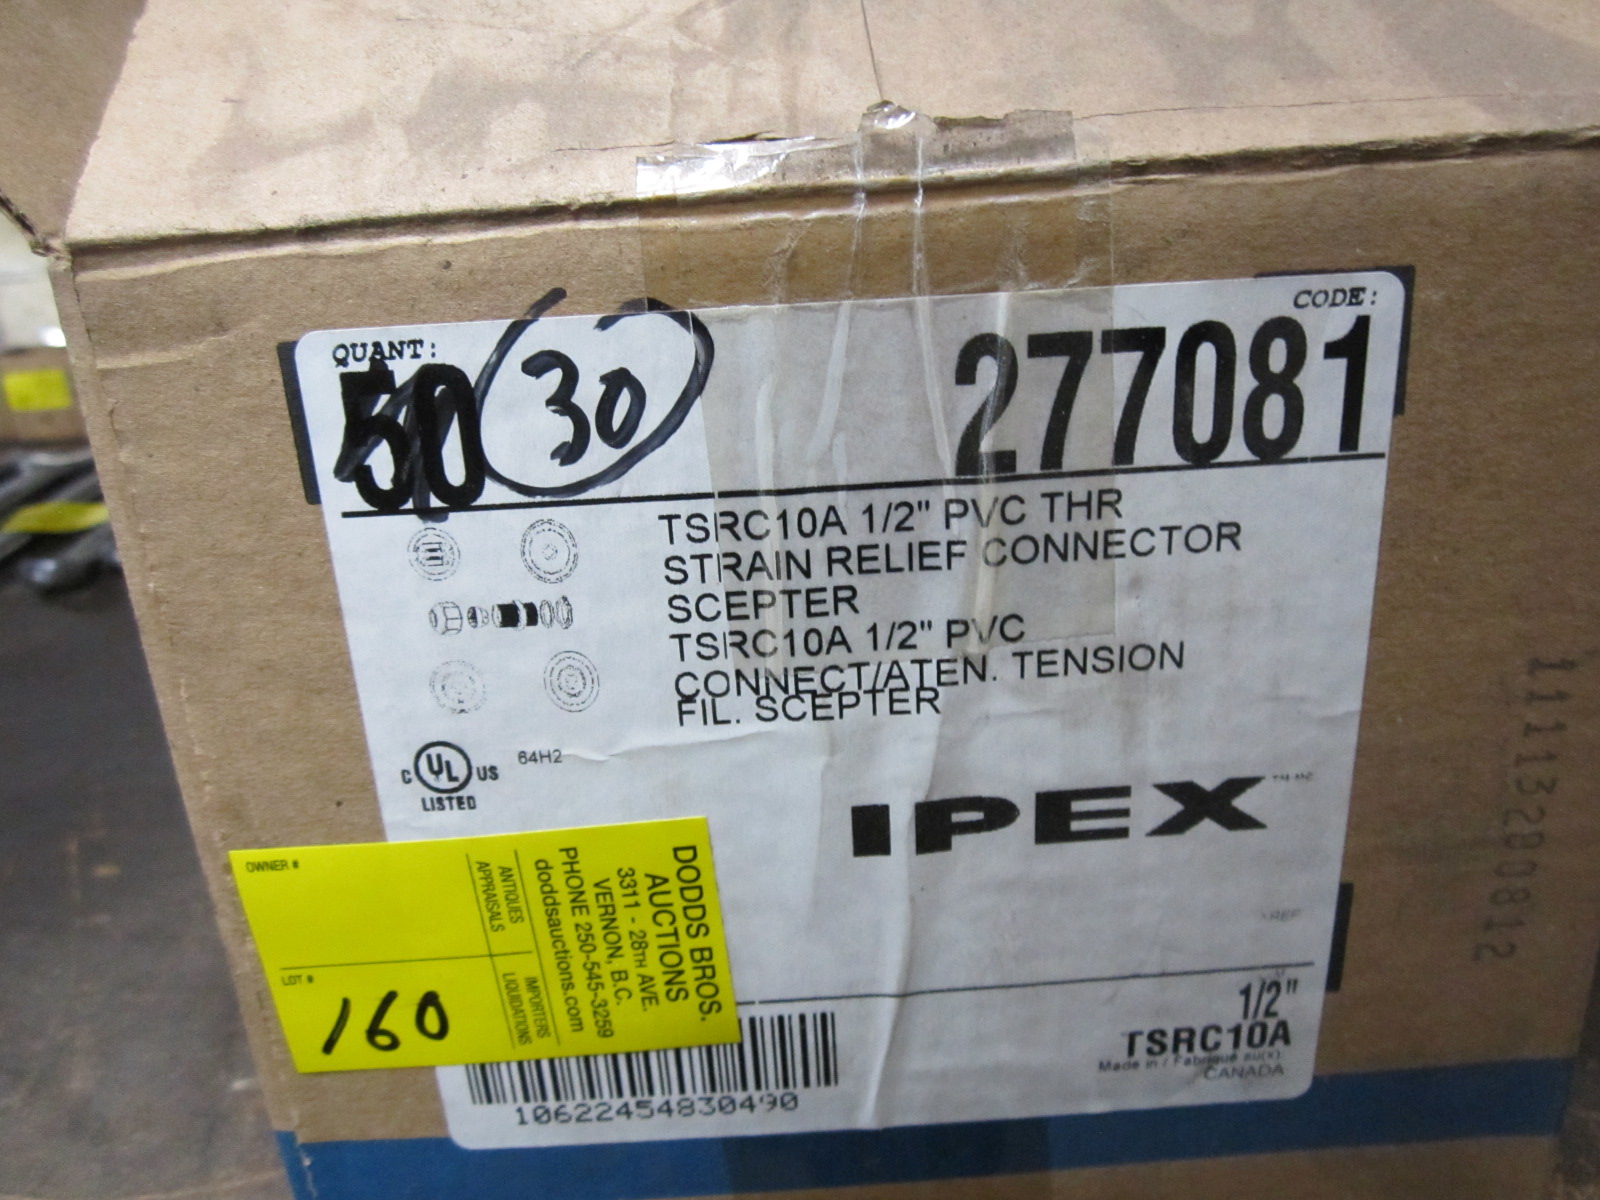 QUANT:
50
30
CODE:
277081
TSRC10A 1/2" PVC THR
STRAIN RELIEF CONNECTOR
SCEPTER
TSRC10A 1/2" PVC
CONNECT/ATEN. TENSION
FIL. SCEPTER
C UL US
LISTED
64H2
IPEX
1/2"
TSRC10A
Made in / Fabriqué au(x):
CANADA
10622454830490
OWNER #
LOT #
160
ANTIQUES
APPRAISALS
IMPORTERS
LIQUIDATIONS
DODDS BROS.
AUCTIONS
3311 - 28TH AVE.
VERNON, B.C.
PHONE 250-545-3259
doddsauctions.com